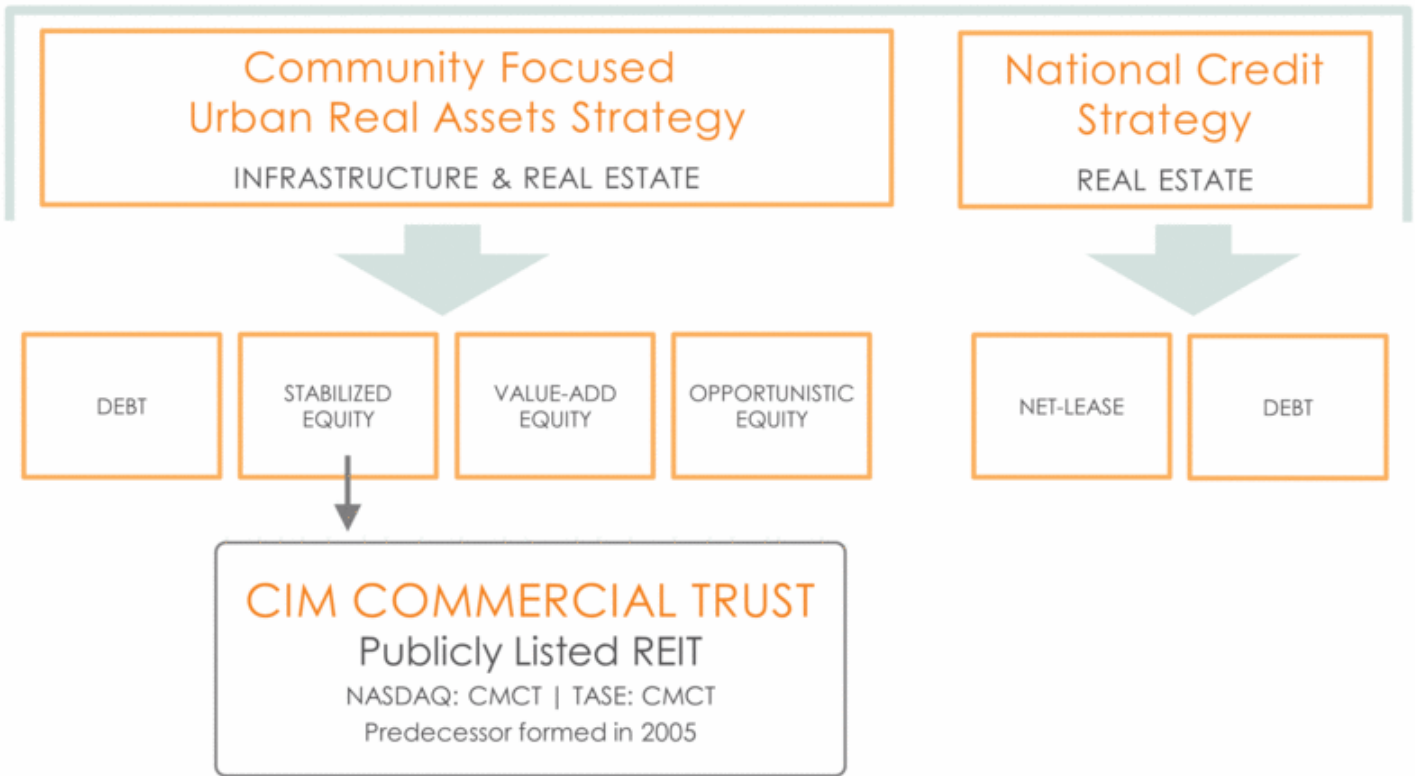 Community Focused
Urban Real Assets Strategy
INFRASTRUCTURE & REAL ESTATE
National Credit
Strategy
REAL ESTATE
DEBT
STABILIZED
EQUITY
VALUE-ADD
EQUITY
OPPORTUNISTIC
EQUITY
NET-LEASE
DEBT
CIM COMMERCIAL TRUST
Publicly Listed REIT
NASDAQ: CMCT | TASE: CMCT
Predecessor formed in 2005